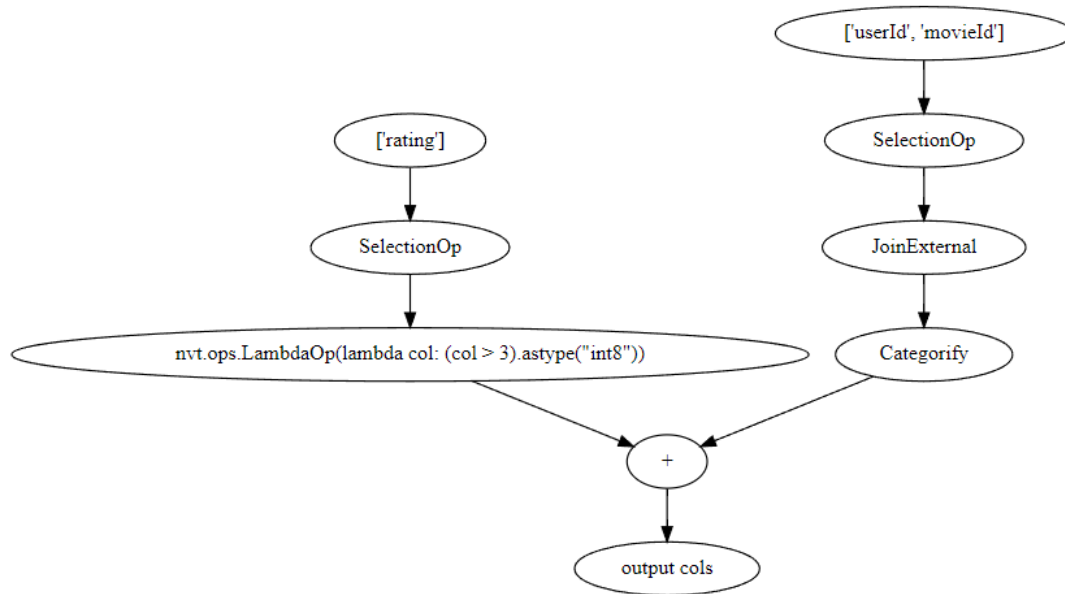 ['userId', 'movieId']
['rating']
SelectionOp
SelectionOp
JoinExternal
nvt.ops.LambdaOp(lambda col: (col > 3).astype("int8"))
Categorify
+
output cols